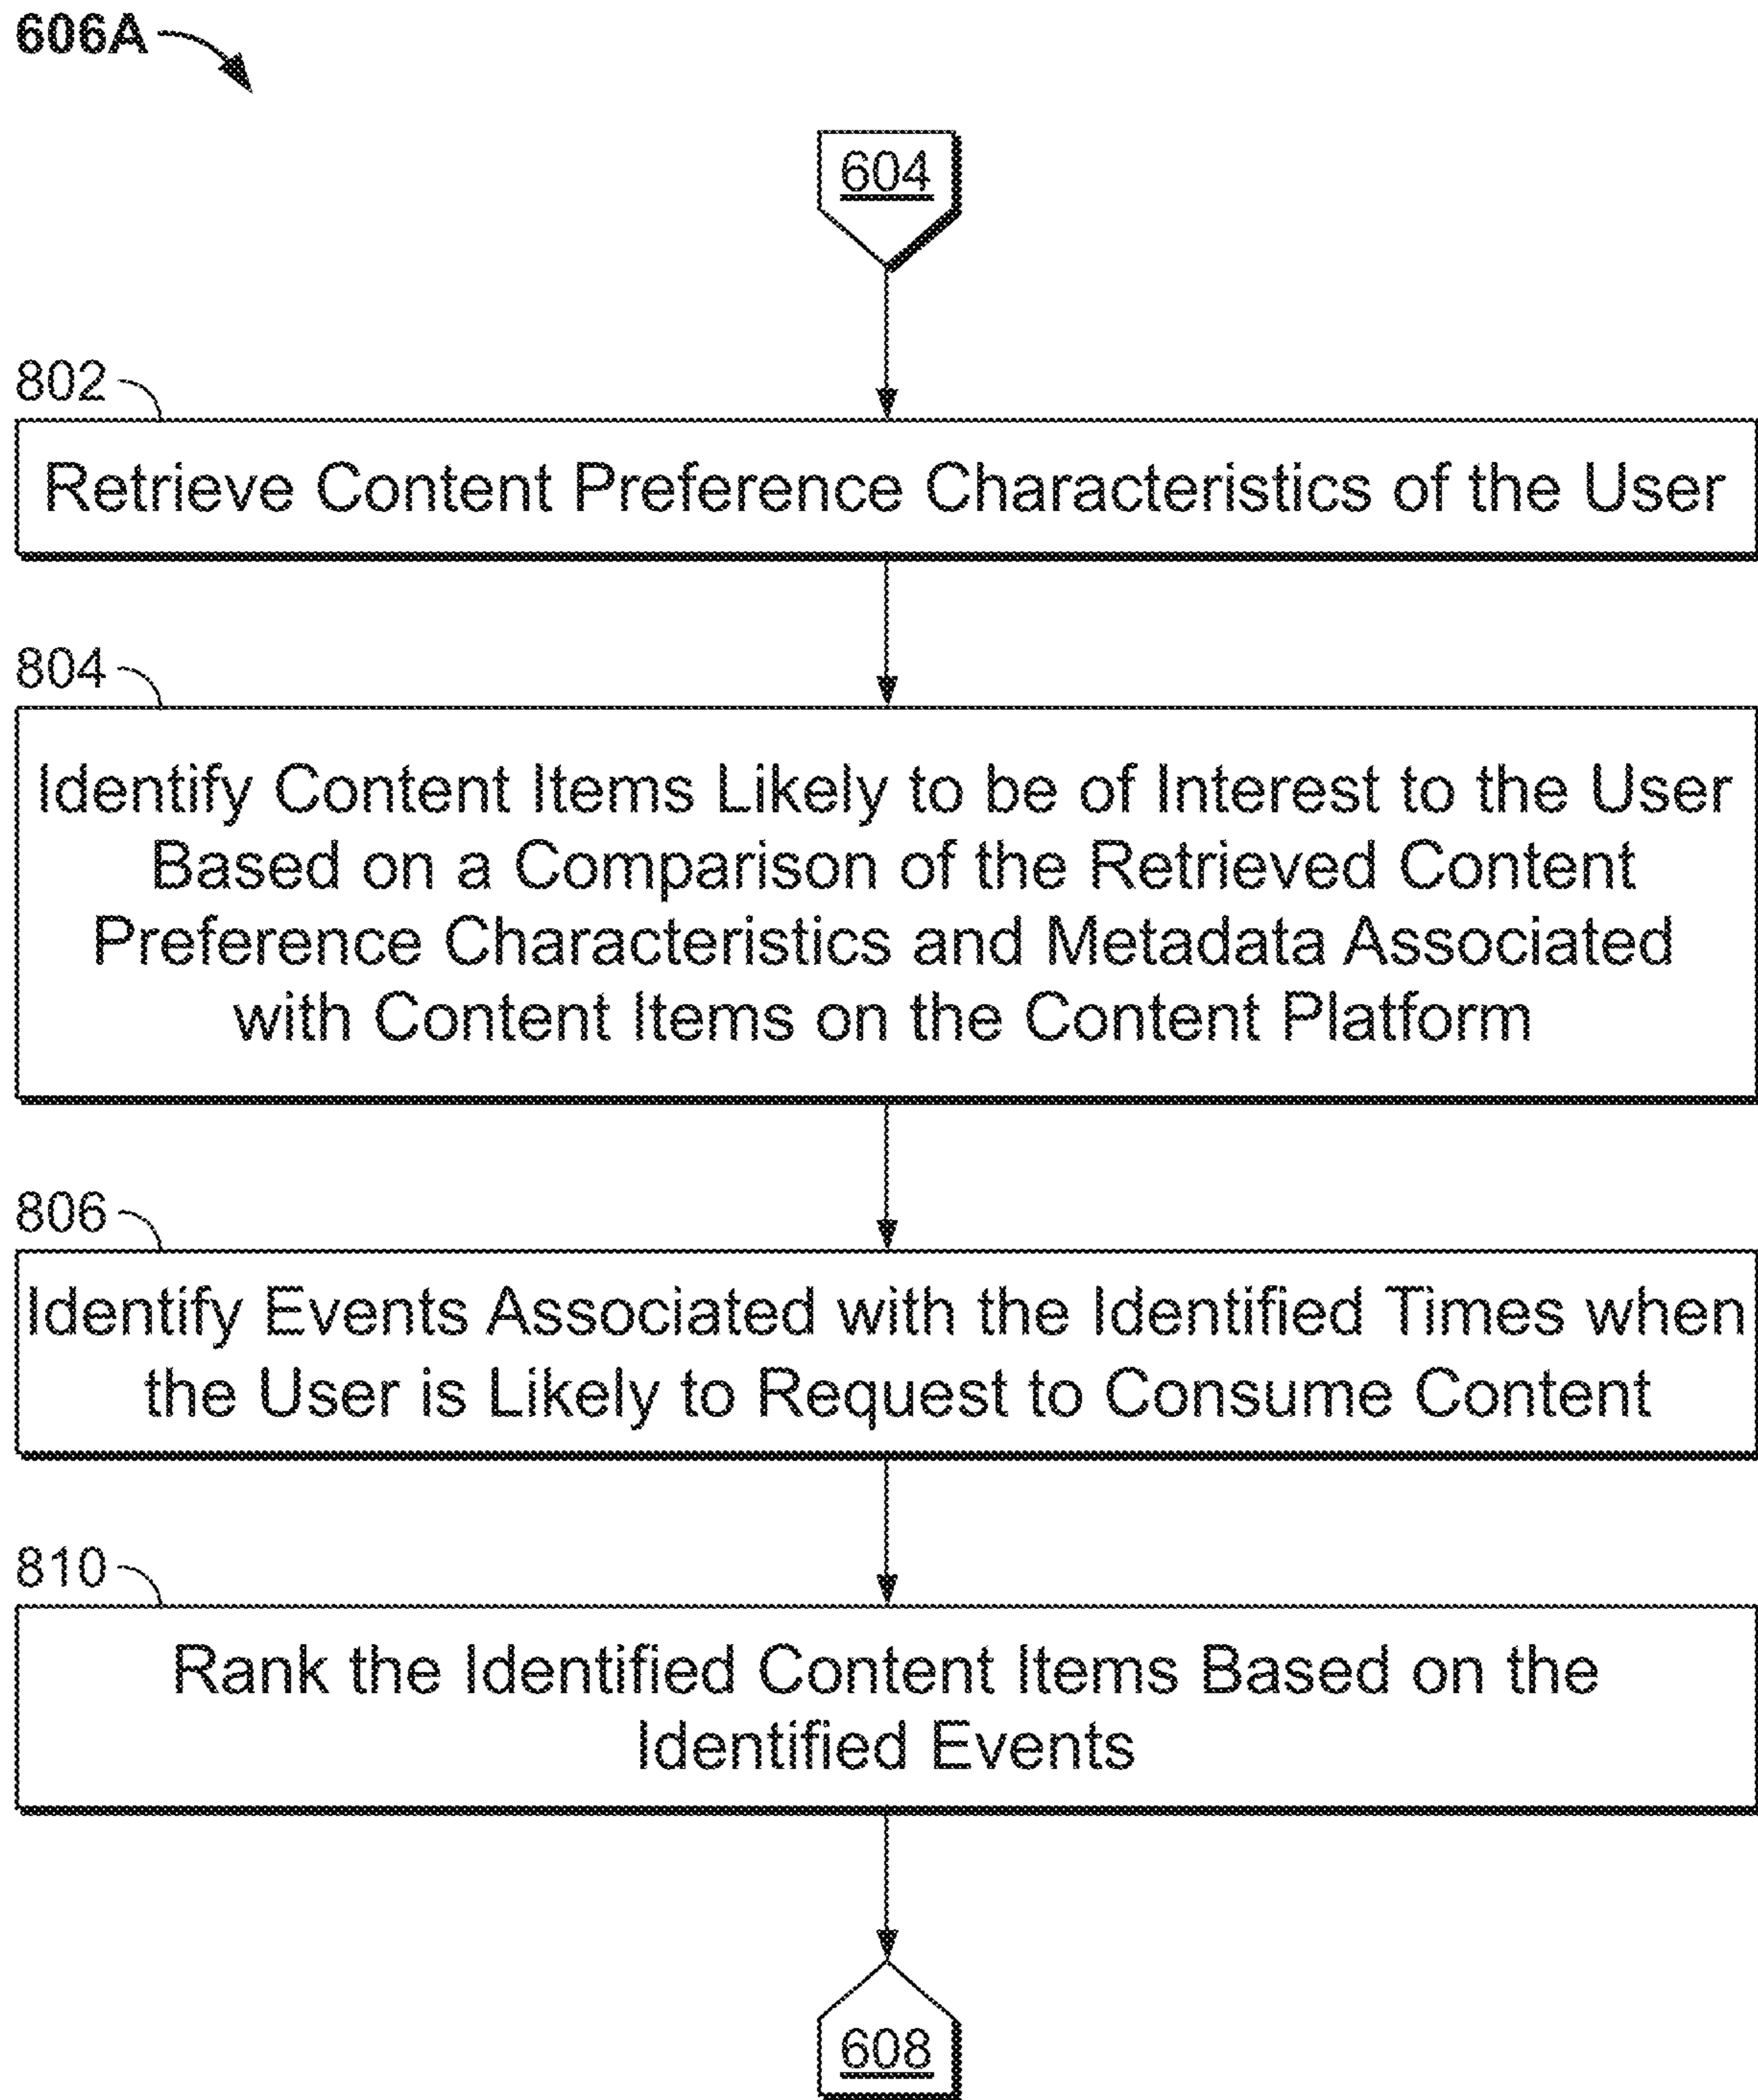 606A
604
802
Retrieve Content Preference Characteristics of the User
804
Identify Content Items Likely to be of Interest to the User
Based on a Comparison of the Retrieved Content
Preference Characteristics and Metadata Associated
with Content Items on the Content Platform
806
Identify Events Associated with the Identified Times when
the User is Likely to Request to Consume Content
810
Rank the Identified Content Items Based on the
Identified Events
608